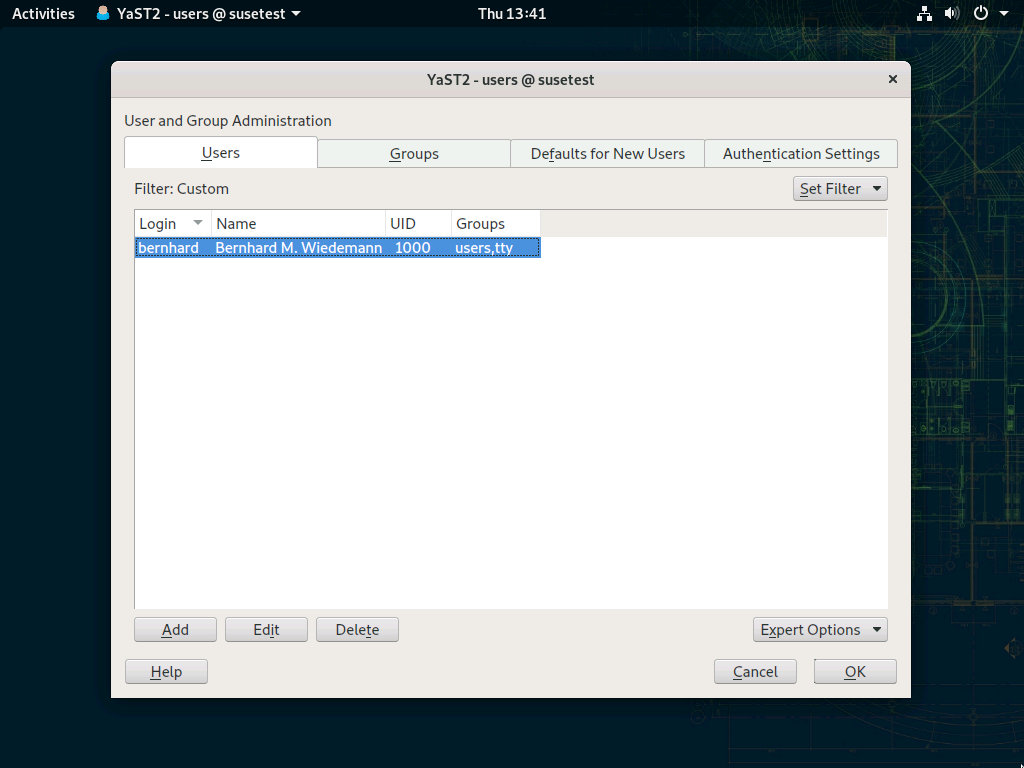 Activities YaST2 - users @ susetest Thu 13:41
YaST2 - users @ susetest
User and Group Administration
Users Groups Defaults for New Users Authentication Settings
Filter: Custom Set Filter
Login Name UID Groups
bernhard Bernhard M. Wiedemann 1000 users,tty
Add Edit Delete Expert Options
Help Cancel OK